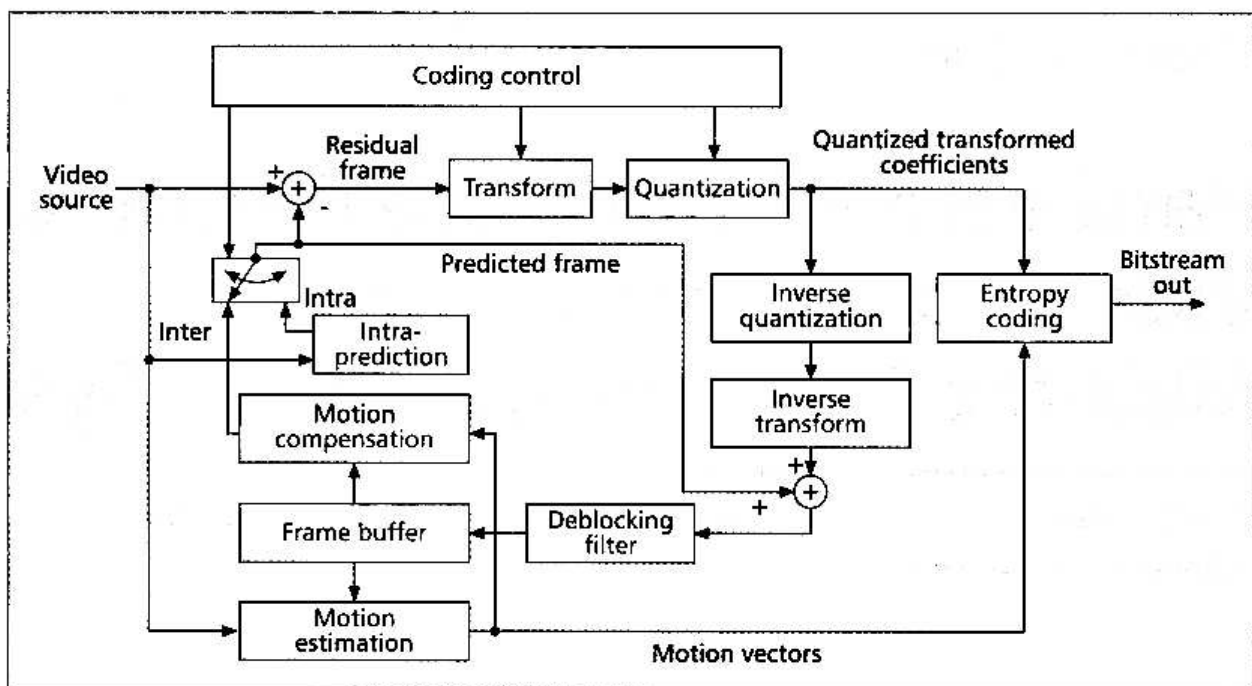 Coding control
Residual
frame
Quantized transformed
coefficients
Video
source
+
+
-
Transform
Quantization
Predicted frame
Bitstream
out
Intra
Inter
Intra-
prediction
Inverse
quantization
Entropy
coding
Motion
compensation
Inverse
transform
+
+
+
Frame buffer
Deblocking
filter
Motion
estimation
Motion vectors